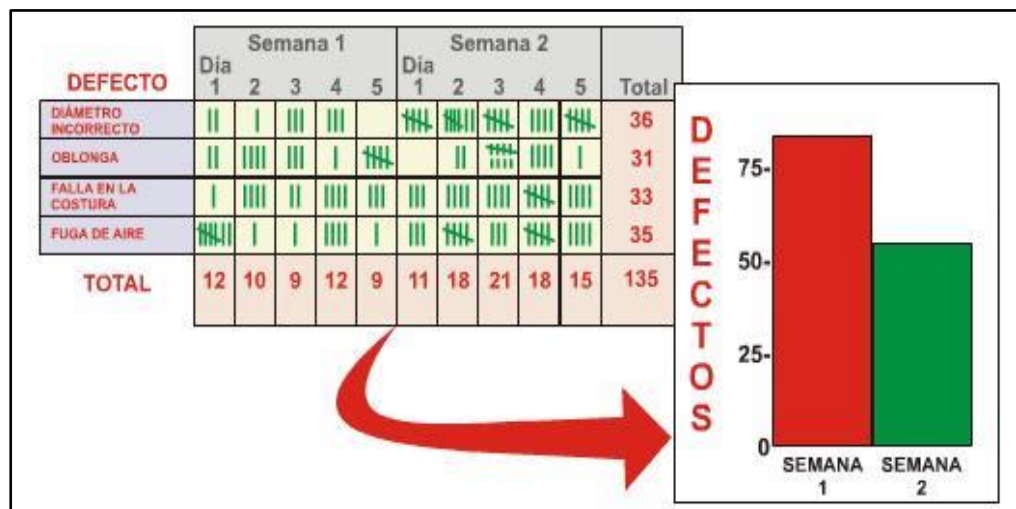 Semana 1 Semana 2
Día Día
DEFECTO 1 2 3 4 5 1 2 3 4 5 Total
DIÁMETRO
INCORRECTO 36
OBLONGA 31
FALLA EN LA
COSTURA 33
FUGA DE AIRE 35
TOTAL 12 10 9 12 9 11 18 21 18 15 135
D
E
F
E
C
T
O
S
75-
50-
25-
0
SEMANA SEMANA
1 2